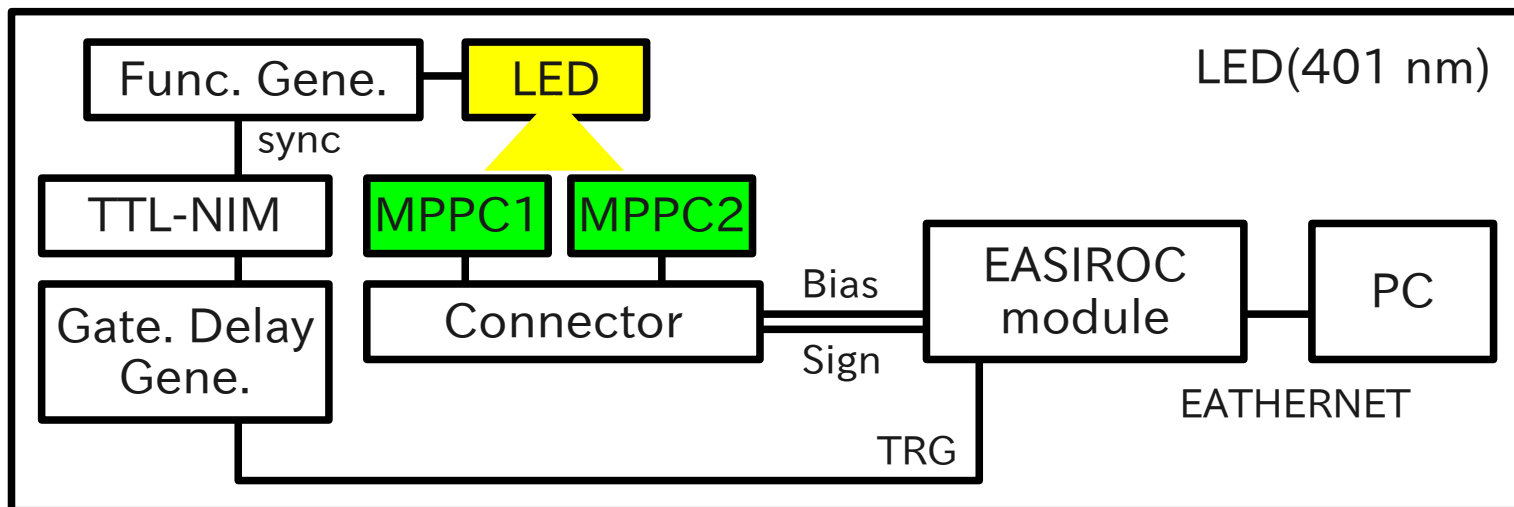 Func. Gene.
LED
LED(401 nm)
sync
TTL-NIM
MPPC1
MPPC2
EASIROC
module
PC
Gate. Delay
Gene.
Connector
Bias
Sign
EATHERNET
TRG